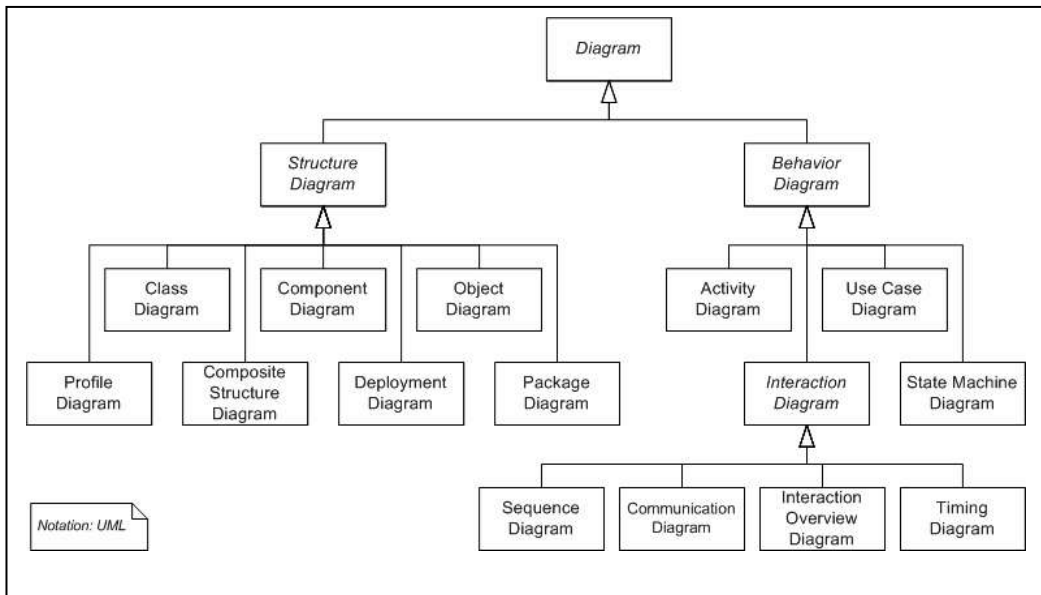 Diagram
Structure
Diagram
Behavior
Diagram
Class
Diagram
Component
Diagram
Object
Diagram
Activity
Diagram
Use Case
Diagram
Profile
Diagram
Composite
Structure
Diagram
Deployment
Diagram
Package
Diagram
Interaction
Diagram
State Machine
Diagram
Sequence
Diagram
Communication
Diagram
Interaction
Overview
Diagram
Timing
Diagram
Notation: UML